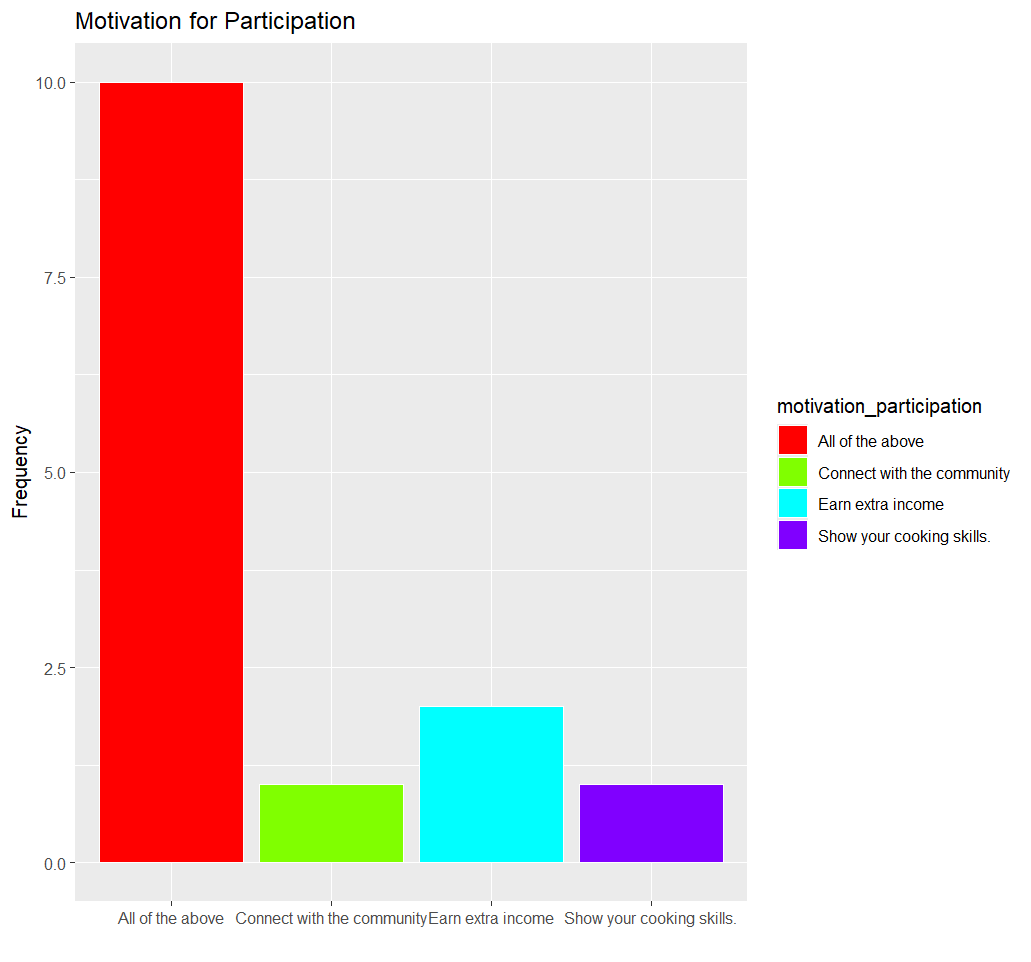 Motivation for Participation
10.0
7.5
5.0
2.5
0.0
Frequency
All of the above
Connect with the community
Earn extra income
Show your cooking skills.
motivation_participation
All of the above
Connect with the community
Earn extra income
Show your cooking skills.